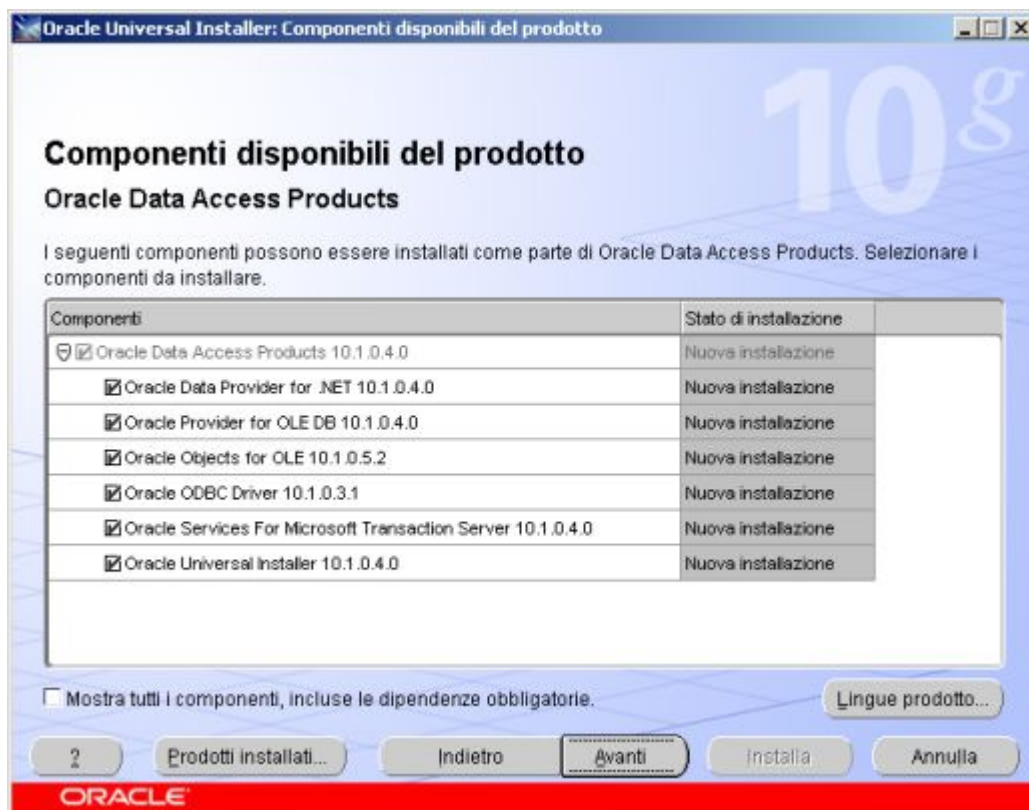 Oracle Universal Installer: Componenti disponibili del prodotto
10g
Componenti disponibili del prodotto
Oracle Data Access Products
I seguenti componenti possono essere installati come parte di Oracle Data Access Products. Selezionare i
componenti da installare.
Componenti Stato di installazione
Oracle Data Access Products 10.1.0.4.0 Nuova installazione
Oracle Data Provider for .NET 10.1.0.4.0 Nuova installazione
Oracle Provider for OLE DB 10.1.0.4.0 Nuova installazione
Oracle Objects for OLE 10.1.0.5.2 Nuova installazione
Oracle ODBC Driver 10.1.0.3.1 Nuova installazione
Oracle Services For Microsoft Transaction Server 10.1.0.4.0 Nuova installazione
Oracle Universal Installer 10.1.0.4.0 Nuova installazione
Mostra tutti i componenti, incluse le dipendenze obbligatorie. Lingue prodotto...
? Prodotti installati... Indietro Avanti Installa Annulla
ORACLE